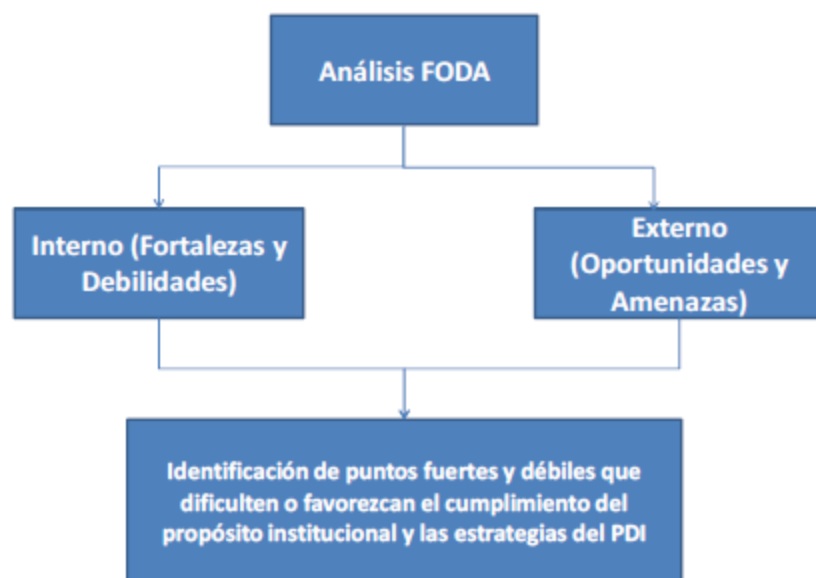 Análisis FODA
Interno (Fortalezas y
Debilidades)
Externo
(Oportunidades y
Amenazas)
Identificación de puntos fuertes y débiles que
dificulten o favorezcan el cumplimiento del
propósito institucional y las estrategias del PDI